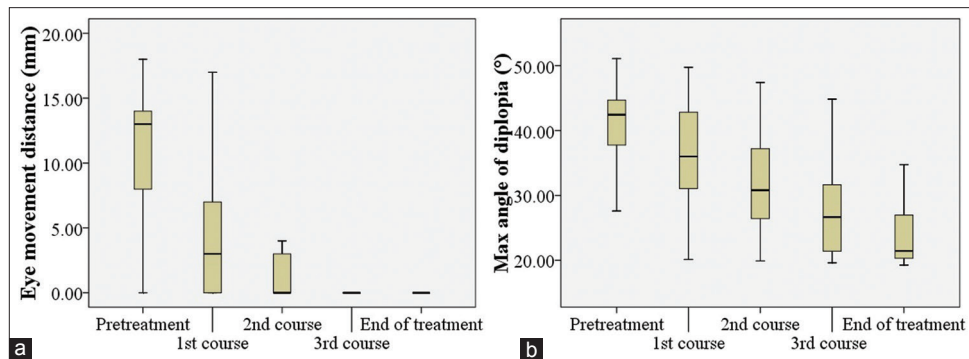 Eye movement distance (mm)
20.00
15.00
10.00
5.00
0.00
Pretreatment
1st course
2nd course
3rd course
End of treatment
a
Max angle of diplopia (°)
50.00
40.00
30.00
20.00
Pretreatment
1st course
2nd course
3rd course
End of treatment
b